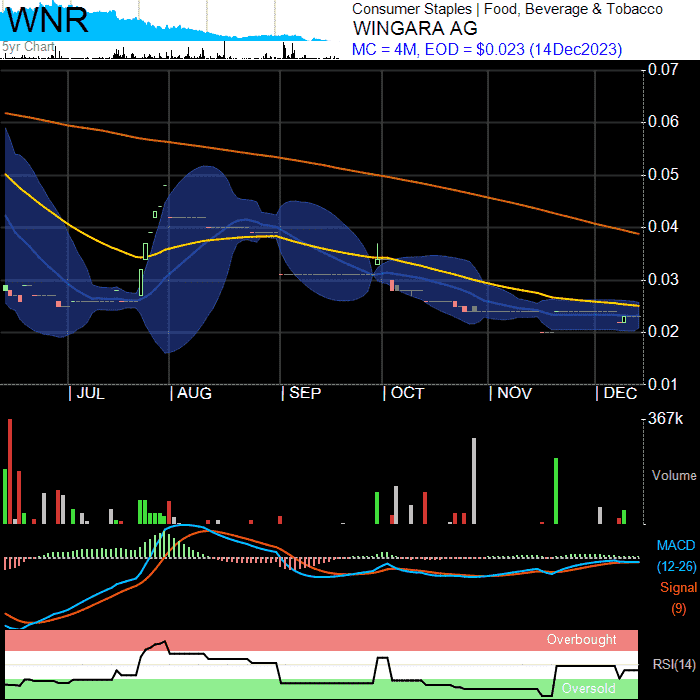 WNR
5yr Chart
Consumer Staples | Food, Beverage & Tobacco
WINGARA AG
MC = 4M, EOD = $0.023 (14Dec2023)
0.07
0.06
0.05
0.04
0.03
0.02
0.01
JUL
AUG
SEP
OCT
NOV
DEC
367k
Volume
MACD
(12-26)
Signal
(9)
Overbought
RSI(14)
Oversold